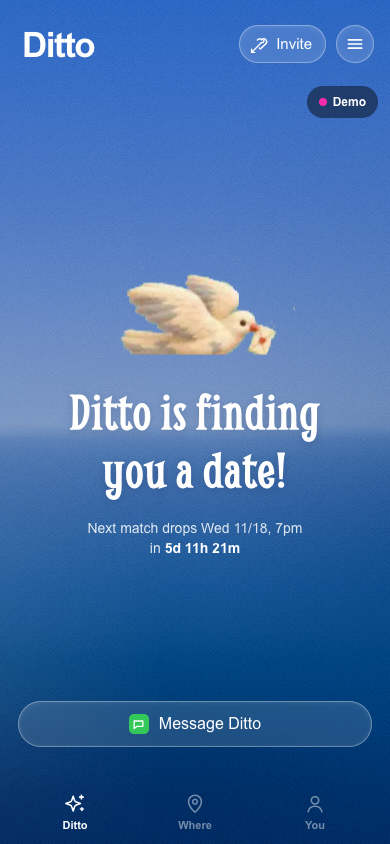 Ditto
Invite
Demo
Ditto is finding
you a date!
Next match drops Wed 11/18, 7pm
in 5d 11h 21m
Message Ditto
Ditto
Where
You